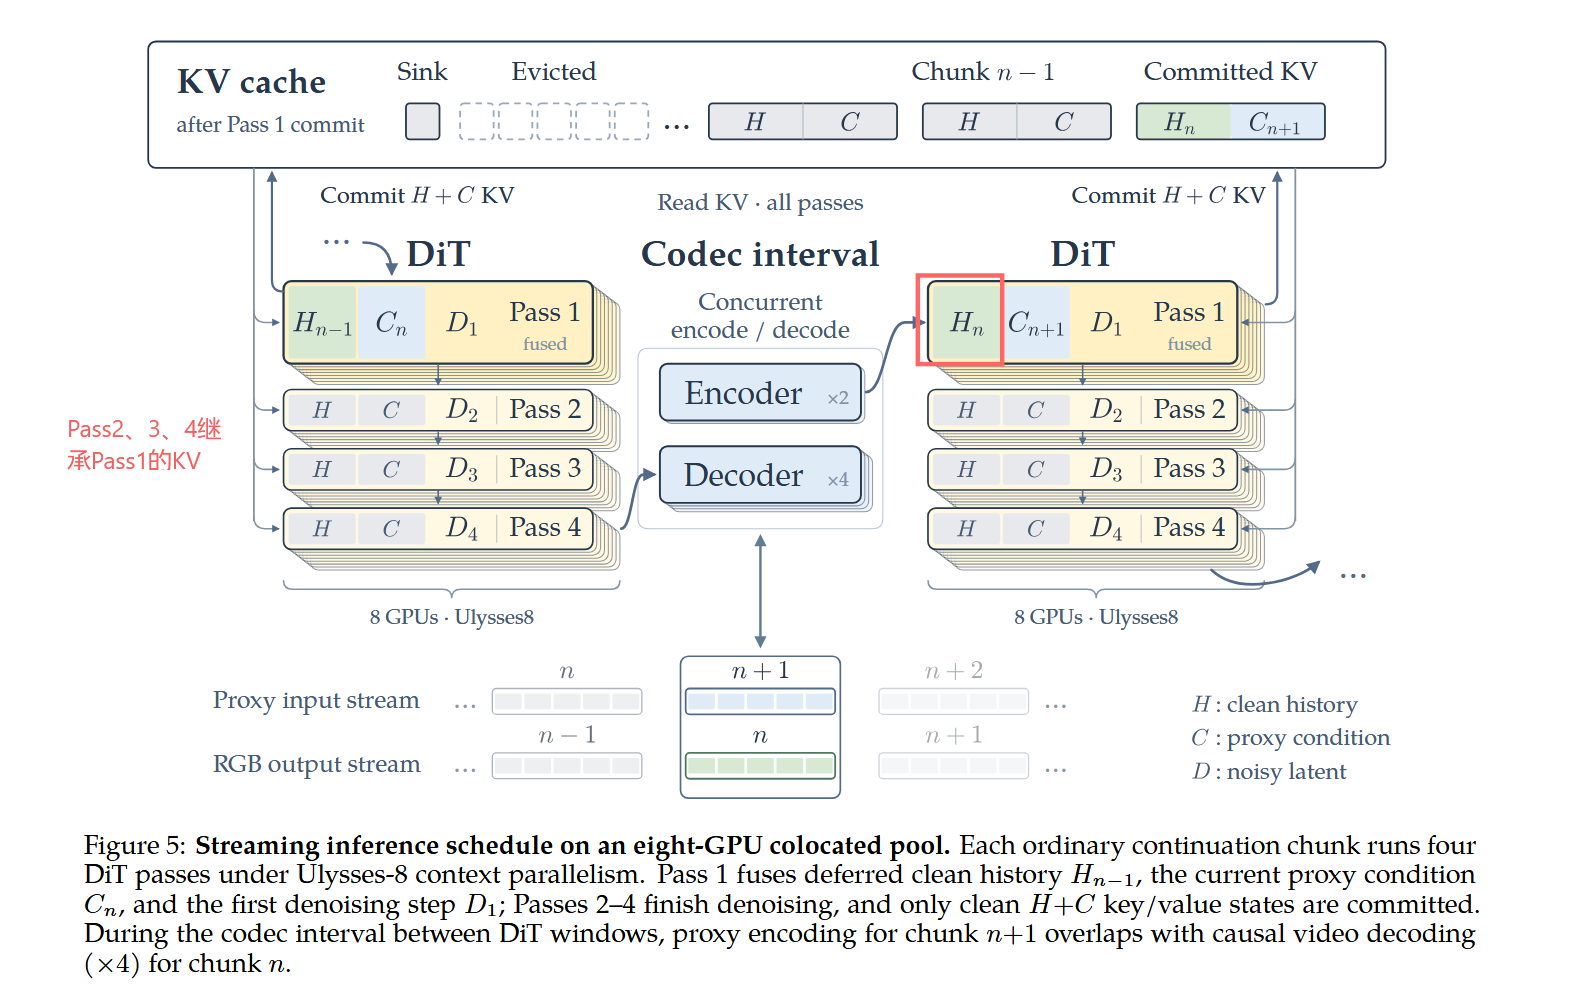 KV cache
after Pass 1 commit
Sink
Evicted
Chunk n − 1
Committed KV
...
H C
H C
Hₙ Cₙ₊₁
Commit H + C KV
Read KV · all passes
Commit H + C KV
...
DiT
Codec interval
DiT
Concurrent
encode / decode
Hₙ₋₁ Cₙ D₁ Pass 1
fused
H C D₂ Pass 2
H C D₃ Pass 3
H C D₄ Pass 4
Pass2、3、4继
承Pass1的KV
Encoder ×2
Decoder ×4
Hₙ Cₙ₊₁ D₁ Pass 1
fused
H C D₂ Pass 2
H C D₃ Pass 3
H C D₄ Pass 4
...
8 GPUs · Ulysses8
8 GPUs · Ulysses8
n n + 1 n + 2
Proxy input stream ... ...
n − 1 n n + 1
RGB output stream ... ...
H : clean history
C : proxy condition
D : noisy latent
Figure 5: Streaming inference schedule on an eight-GPU colocated pool. Each ordinary continuation chunk runs four
DiT passes under Ulysses-8 context parallelism. Pass 1 fuses deferred clean history Hₙ₋₁, the current proxy condition
Cₙ, and the first denoising step D₁; Passes 2–4 finish denoising, and only clean H+C key/value states are committed.
During the codec interval between DiT windows, proxy encoding for chunk n+1 overlaps with causal video decoding
(×4) for chunk n.